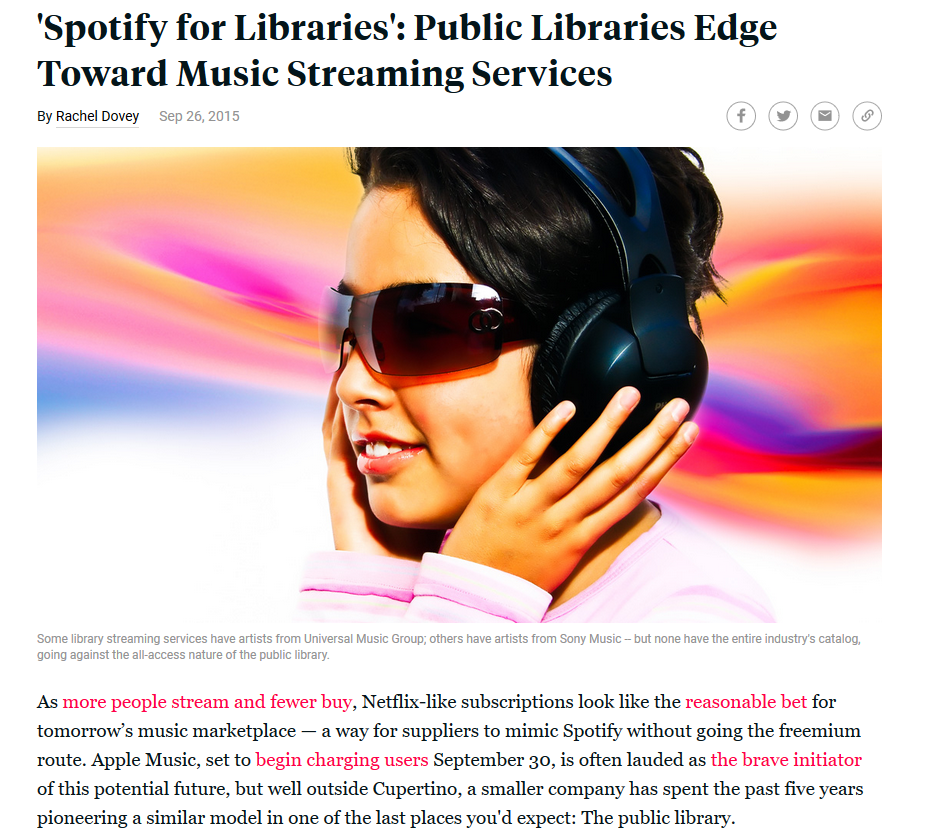 'Spotify for Libraries': Public Libraries Edge
Toward Music Streaming Services
By Rachel Dovey Sep 26, 2015
Some library streaming services have artists from Universal Music Group; others have artists from Sony Music -- but none have the entire industry's catalog,
going against the all-access nature of the public library.
As more people stream and fewer buy, Netflix-like subscriptions look like the reasonable bet for
tomorrow’s music marketplace — a way for suppliers to mimic Spotify without going the freemium
route. Apple Music, set to begin charging users September 30, is often lauded as the brave initiator
of this potential future, but well outside Cupertino, a smaller company has spent the past five years
pioneering a similar model in one of the last places you'd expect: The public library.